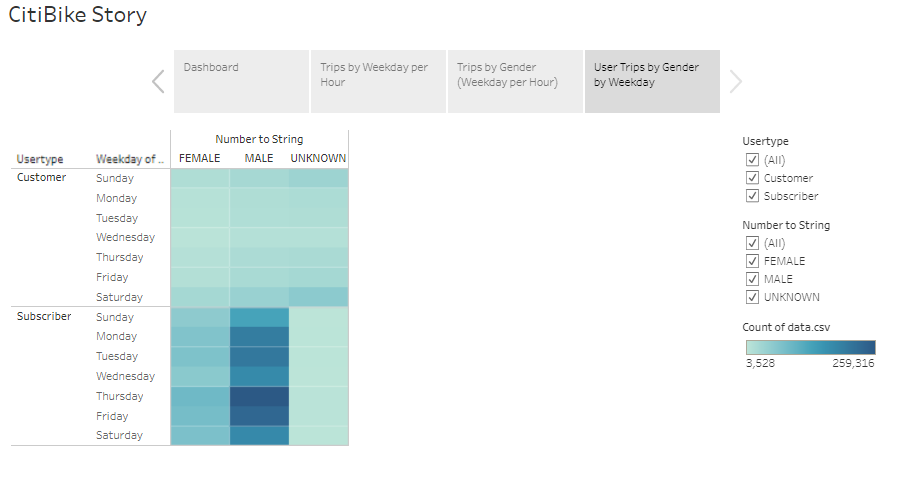 CitiBike Story
Dashboard
Trips by Weekday per
Hour
Trips by Gender
(Weekday per Hour)
User Trips by Gender
by Weekday
Number to String
Usertype Weekday of .. FEMALE MALE UNKNOWN
Customer Sunday
Monday
Tuesday
Wednesday
Thursday
Friday
Saturday
Subscriber Sunday
Monday
Tuesday
Wednesday
Thursday
Friday
Saturday
Usertype
(All)
Customer
Subscriber
Number to String
(All)
FEMALE
MALE
UNKNOWN
Count of data.csv
3,528 259,316